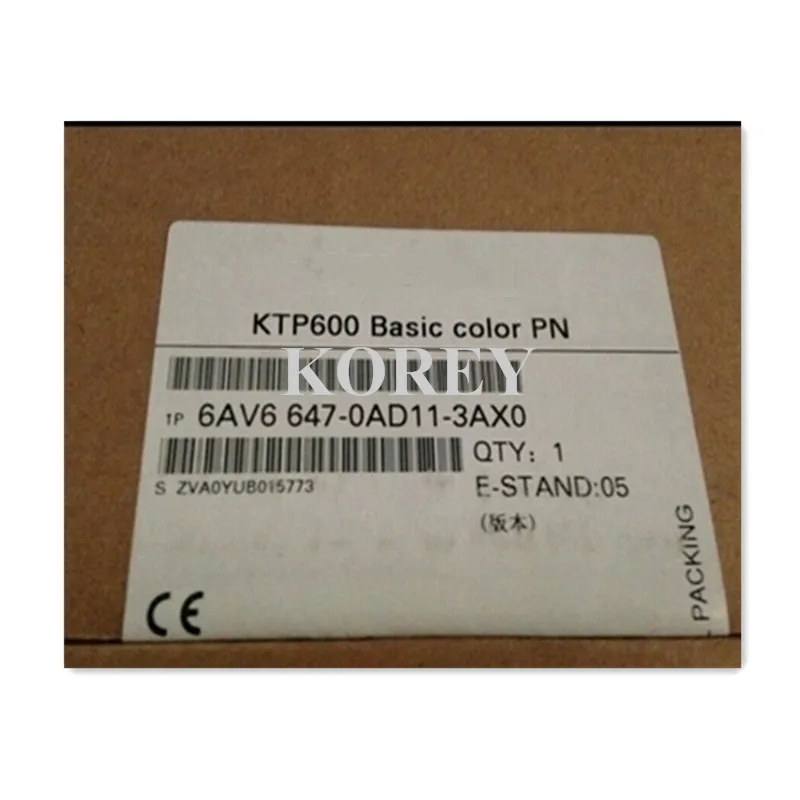 KTP600 Basic color PN
KOREY
1P 6AV6 647-0AD11-3AX0
QTY: 1
S ZVA0YUB015773
E-STAND:05
(版本)
CE
PACKING